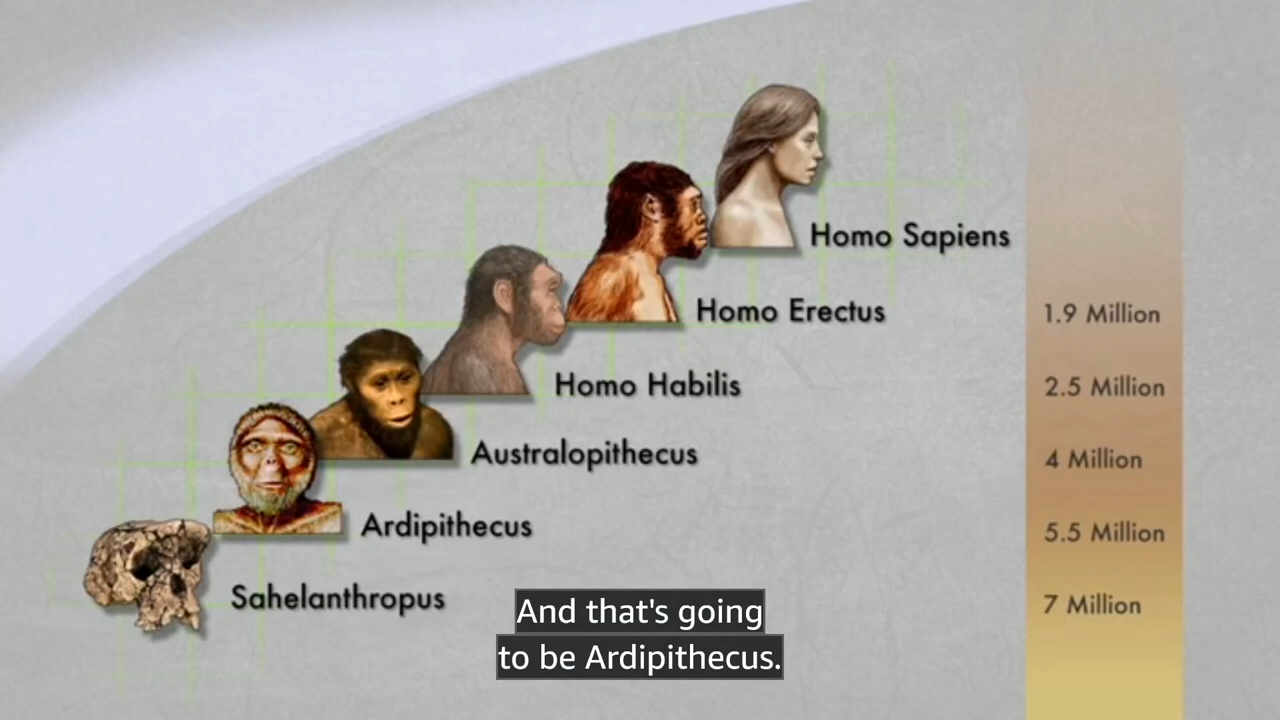 Homo Sapiens
Homo Erectus
1.9 Million
Homo Habilis
2.5 Million
Australopithecus
4 Million
Ardipithecus
5.5 Million
Sahelanthropus
7 Million
And that's going
to be Ardipithecus.